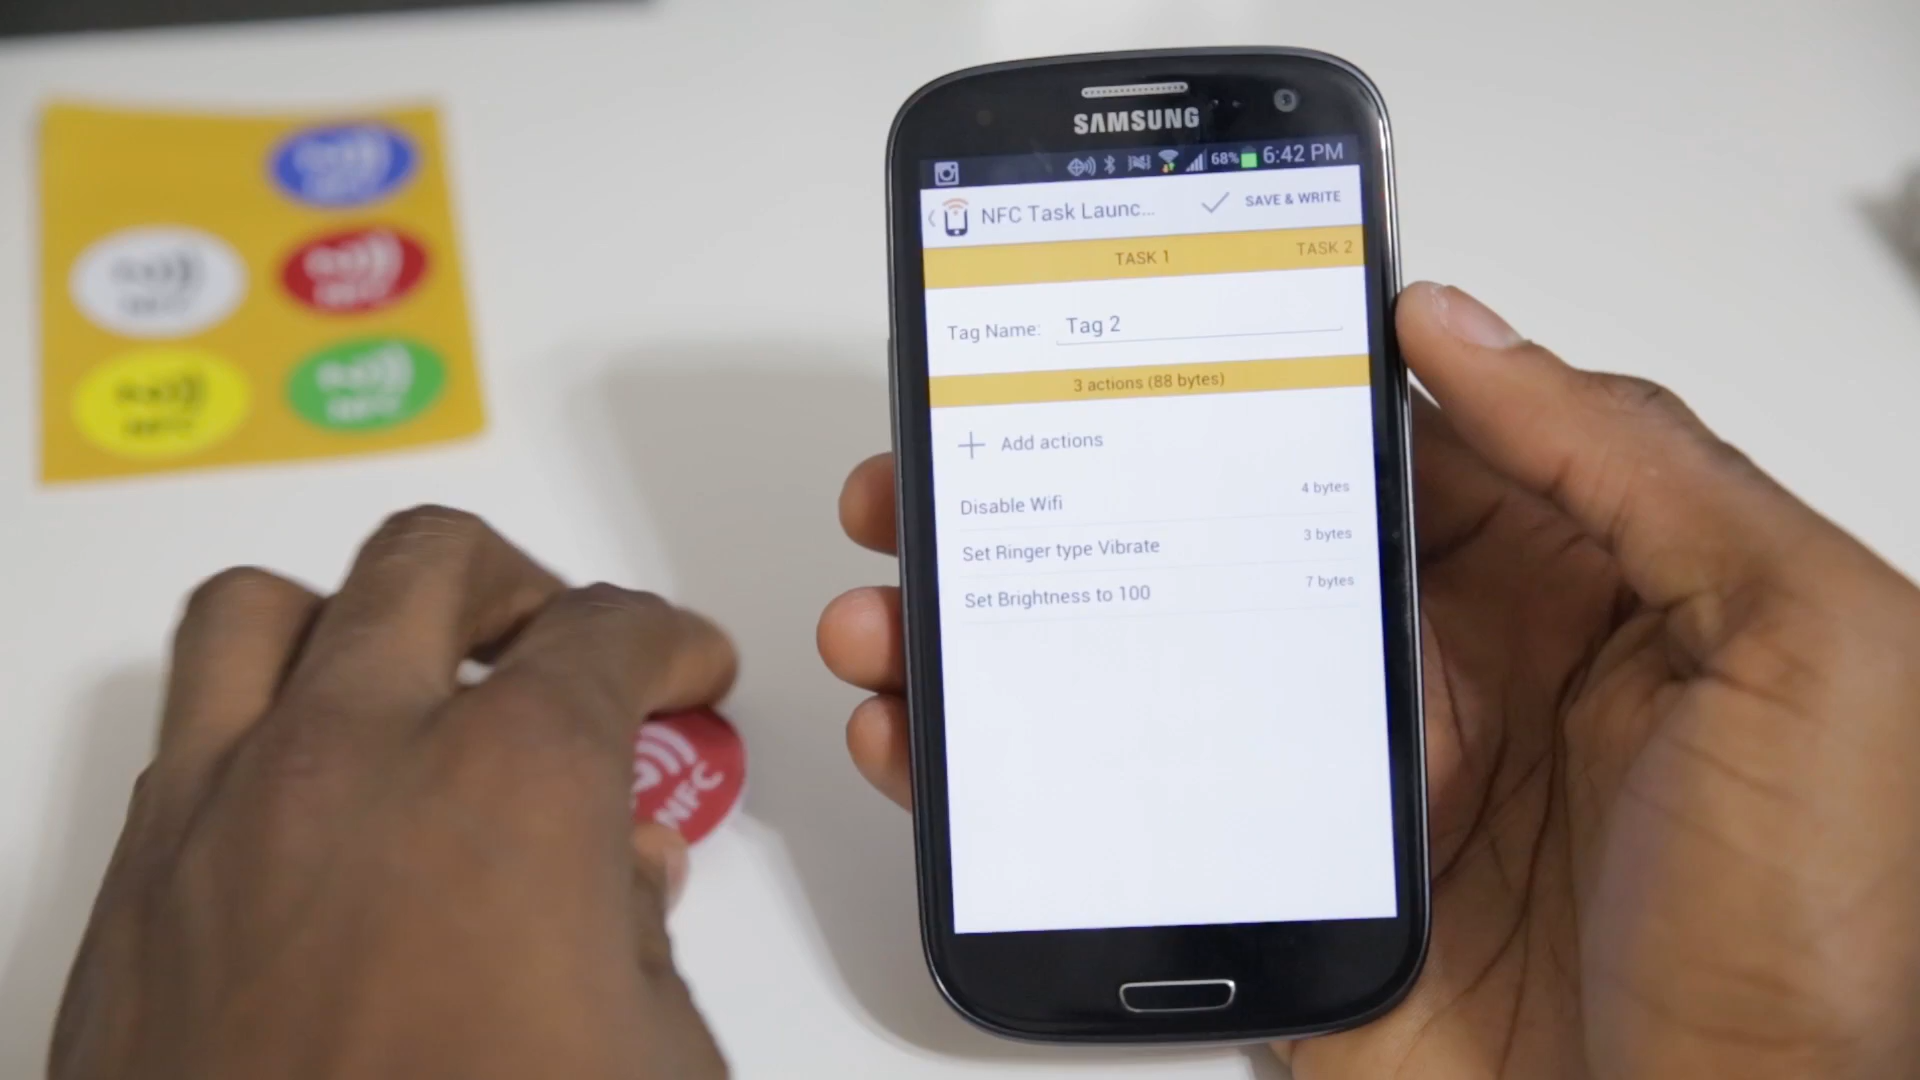 SAMSUNG
68% 6:42 PM
NFC Task Launc... SAVE & WRITE
TASK 1 TASK 2
Tag Name: Tag 2
3 actions (88 bytes)
Add actions
Disable Wifi 4 bytes
Set Ringer type Vibrate 3 bytes
Set Brightness to 100 7 bytes
NFC